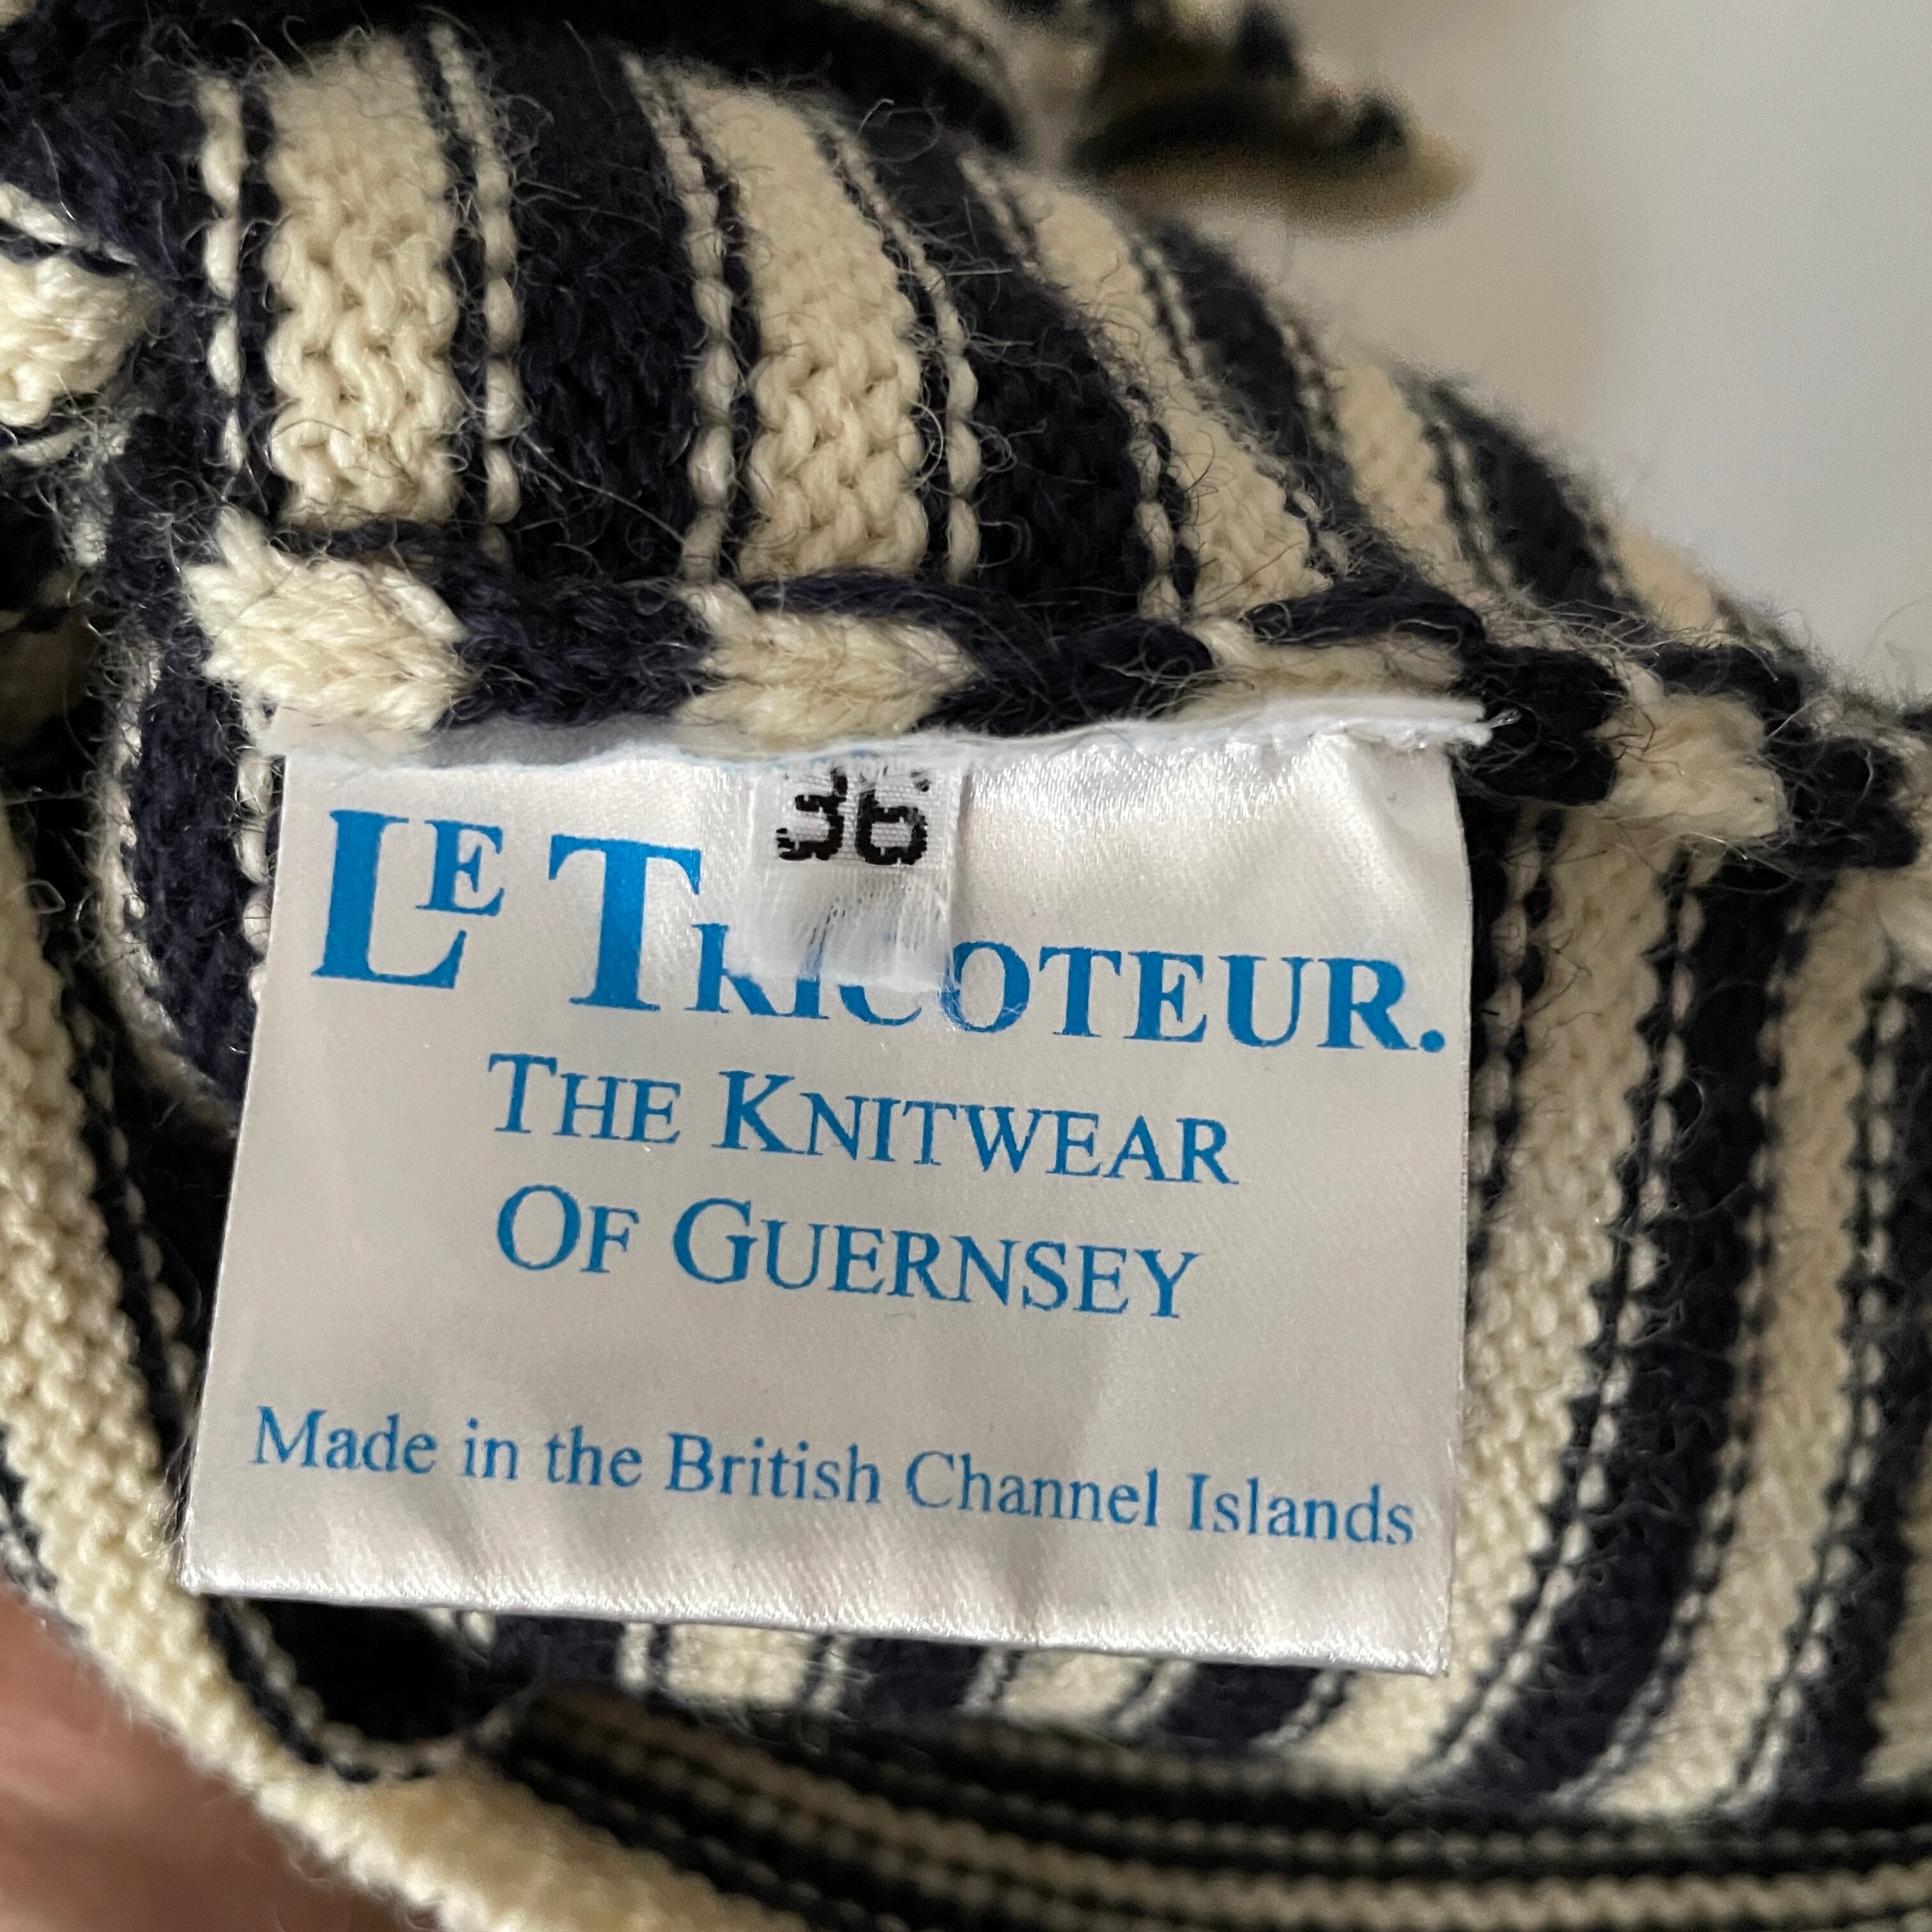 36
LE TRICOTEUR.
THE KNITWEAR
OF GUERNSEY
Made in the British Channel Islands